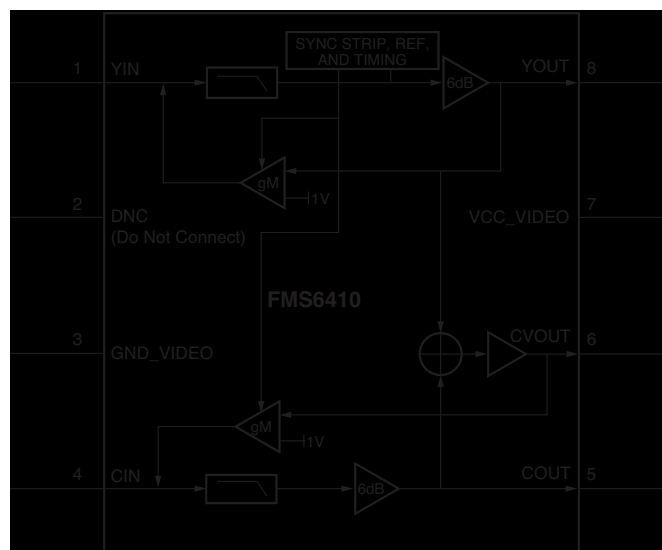 SYNC STRIP, REF,
AND TIMING
1
YIN
6dB
YOUT
8
gM
1V
2
DNC
(Do Not Connect)
VCC_VIDEO
7
FMS6410
3
GND_VIDEO
CVOUT
6
gM
1V
4
CIN
6dB
COUT
5